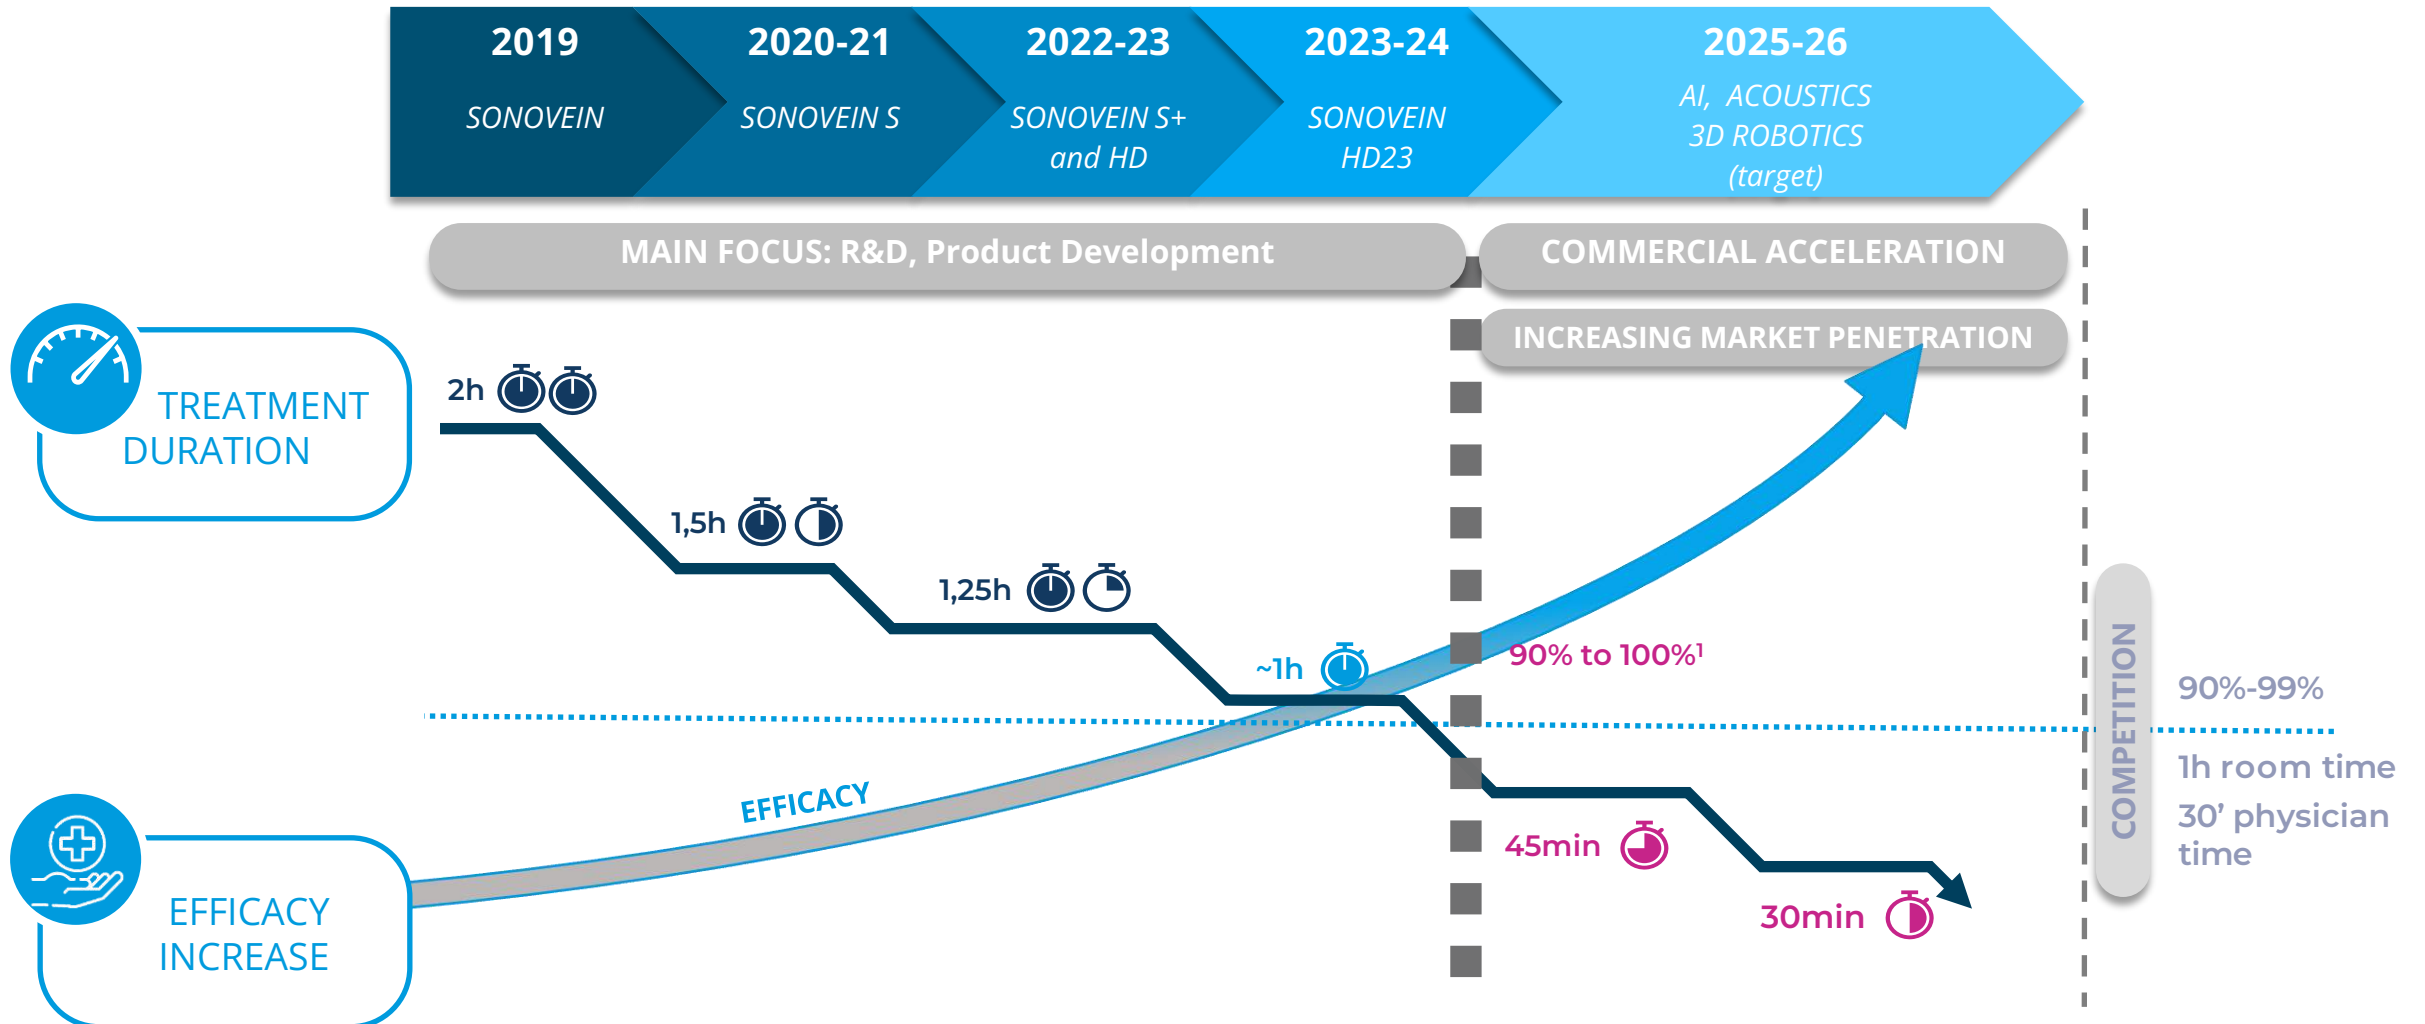 2019
SONOVEIN
2020-21
SONOVEIN S
2022-23
SONOVEIN S+
and HD
2023-24
SONOVEIN
HD23
2025-26
AI, ACOUSTICS
3D ROBOTICS
(target)
MAIN FOCUS: R&D, Product Development
COMMERCIAL ACCELERATION
INCREASING MARKET PENETRATION
TREATMENT
DURATION
2h
1,5h
1,25h
~1h
90% to 100%¹
45min
30min
EFFICACY
EFFICACY
INCREASE
COMPETITION
90%-99%
1h room time
30’ physician
time